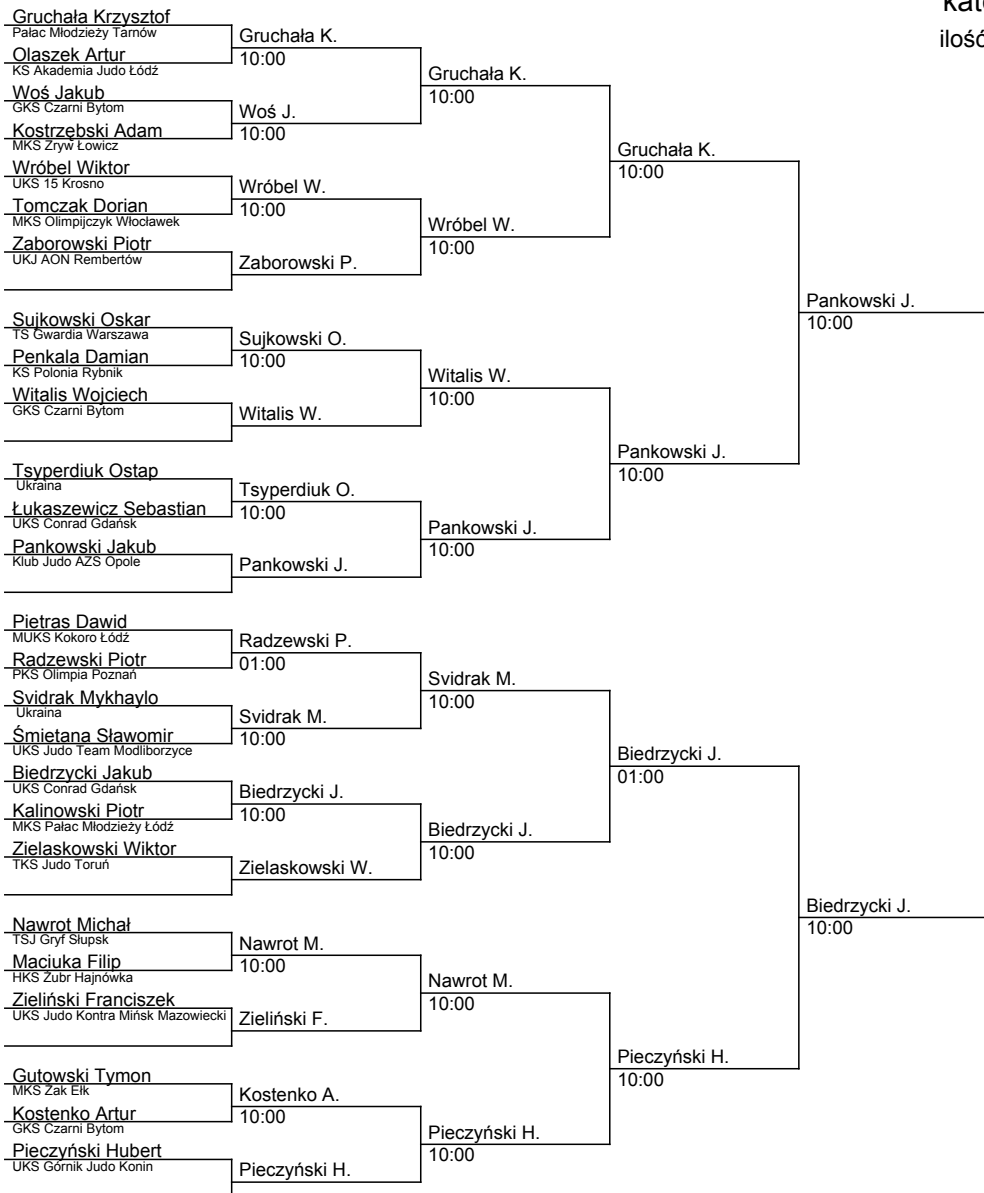 Gruchała Krzysztof
Pałac Młodzieży Tarnów
Olaszek Artur
KS Akademia Judo Łódź
Woś Jakub
GKS Czarni Bytom
Kostrzębski Adam
MKS Zryw Łowicz
Wróbel Wiktor
UKS 15 Krosno
Tomczak Dorian
MKS Olimpijczyk Włocławek
Zaborowski Piotr
UKJ AON Rembertów
Sujkowski Oskar
TS Gwardia Warszawa
Penkala Damian
KS Polonia Rybnik
Witalis Wojciech
GKS Czarni Bytom
Tsyperdiuk Ostap
Ukraina
Łukaszewicz Sebastian
UKS Conrad Gdańsk
Pankowski Jakub
Klub Judo AZS Opole
Pietras Dawid
MUKS Kokoro Łódź
Radzewski Piotr
PKS Olimpia Poznań
Svidrak Mykhaylo
Ukraina
Śmietana Sławomir
UKS Judo Team Modliborzyce
Biedrzycki Jakub
UKS Conrad Gdańsk
Kalinowski Piotr
MKS Pałac Młodzieży Łódź
Zielaskowski Wiktor
TKS Judo Toruń
Nawrot Michał
TSJ Gryf Słupsk
Maciuka Filip
HKS Żubr Hajnówka
Zieliński Franciszek
UKS Judo Kontra Mińsk Mazowiecki
Gutowski Tymon
MKS Żak Ełk
Kostenko Artur
GKS Czarni Bytom
Pieczyński Hubert
UKS Górnik Judo Konin
Gruchała K.
10:00
Woś J.
10:00
Wróbel W.
10:00
Zaborowski P.
Sujkowski O.
10:00
Witalis W.
Tsyperdiuk O.
10:00
Pankowski J.
Radzewski P.
01:00
Svidrak M.
10:00
Biedrzycki J.
10:00
Zielaskowski W.
Nawrot M.
10:00
Zieliński F.
Kostenko A.
10:00
Pieczyński H.
Gruchała K.
10:00
Wróbel W.
10:00
Witalis W.
10:00
Pankowski J.
10:00
Svidrak M.
10:00
Biedrzycki J.
10:00
Nawrot M.
10:00
Pieczyński H.
10:00
Gruchała K.
10:00
Pankowski J.
10:00
Biedrzycki J.
01:00
Pieczyński H.
10:00
Pankowski J.
10:00
Biedrzycki J.
10:00
ilość